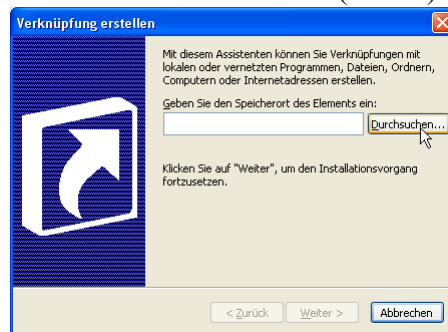 Verknüpfung erstellen
Mit diesem Assistenten können Sie Verknüpfungen mit
lokalen oder vernetzten Programmen, Dateien, Ordnern,
Computern oder Internetadressen erstellen.
Geben Sie den Speicherort des Elements ein:
Durchsuchen...
Klicken Sie auf "Weiter", um den Installationsvorgang
fortzusetzen.
< Zurück Weiter > Abbrechen